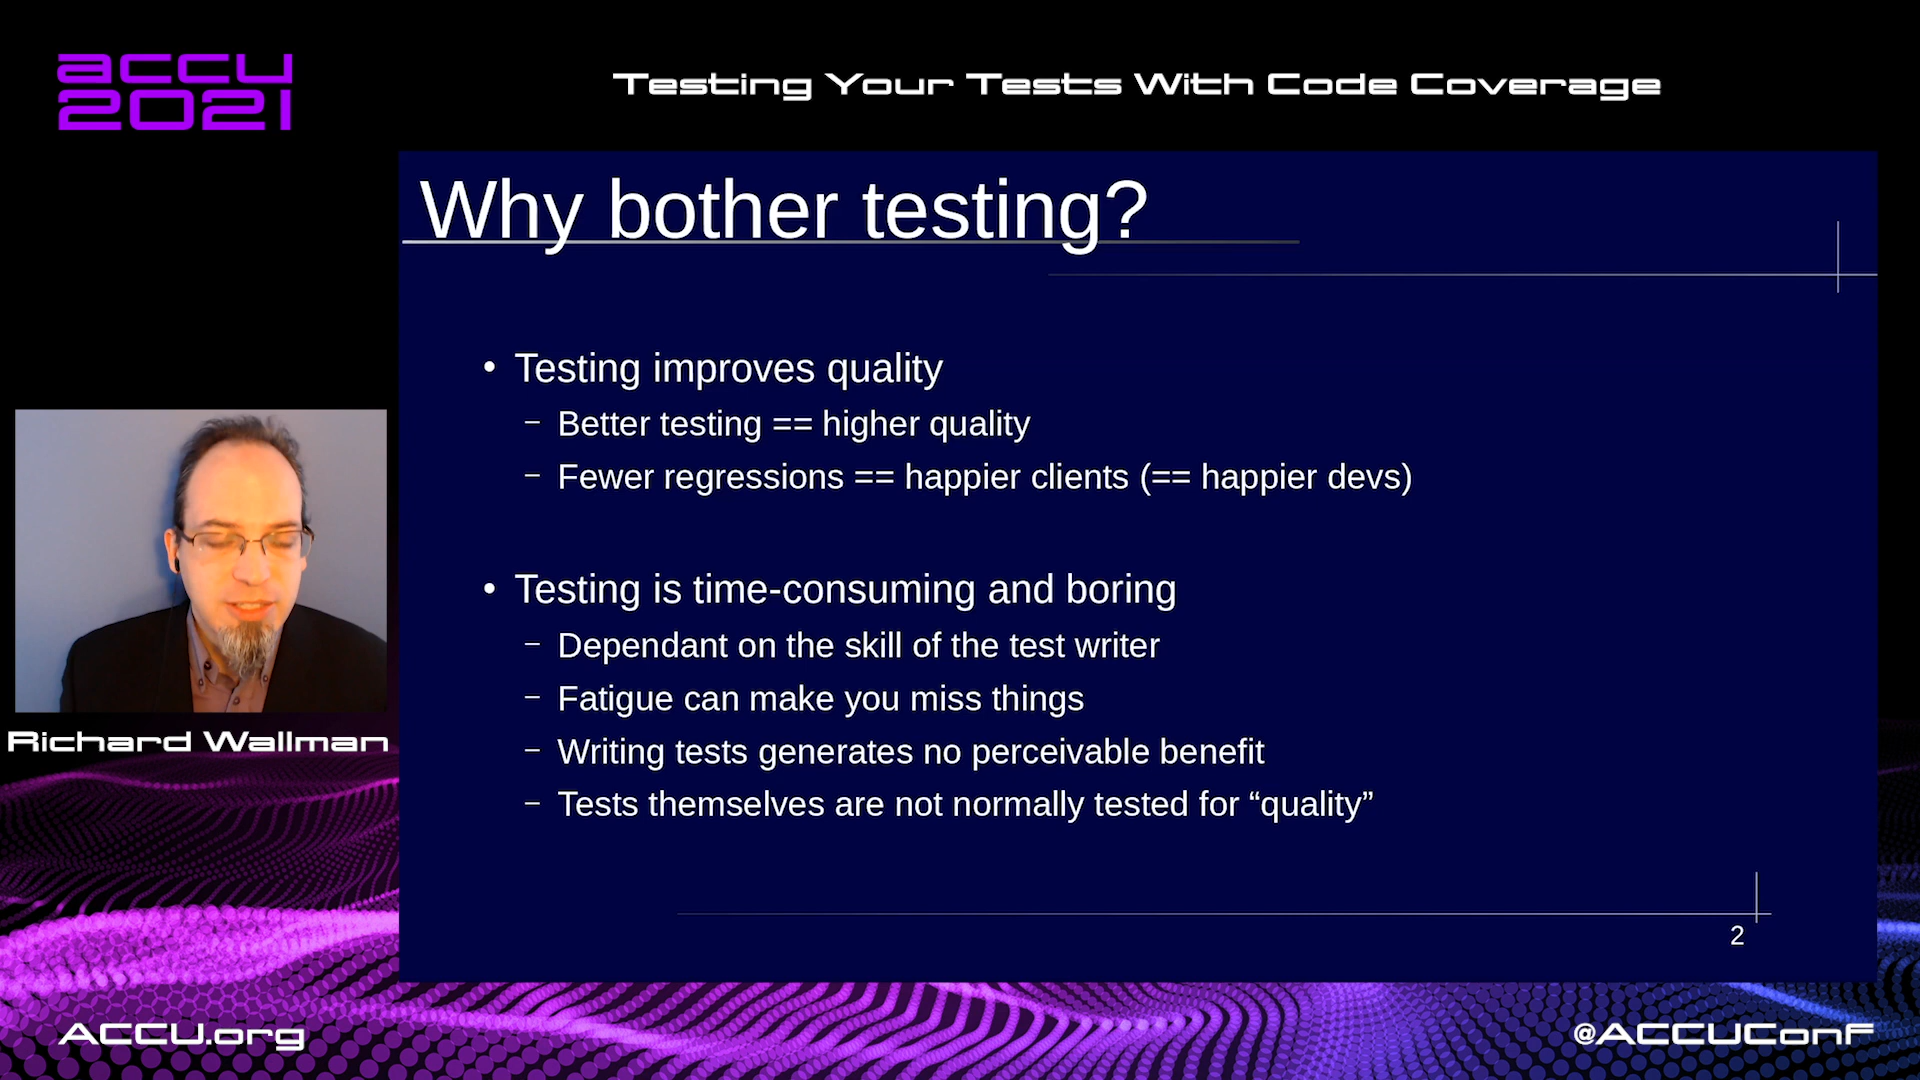 accu
2021
Testing Your Tests With Code Coverage
Why bother testing?
• Testing improves quality
– Better testing == higher quality
– Fewer regressions == happier clients (== happier devs)
• Testing is time-consuming and boring
– Dependant on the skill of the test writer
– Fatigue can make you miss things
– Writing tests generates no perceivable benefit
– Tests themselves are not normally tested for “quality”
2
Richard Wallman
ACCU.org
@ACCUConf